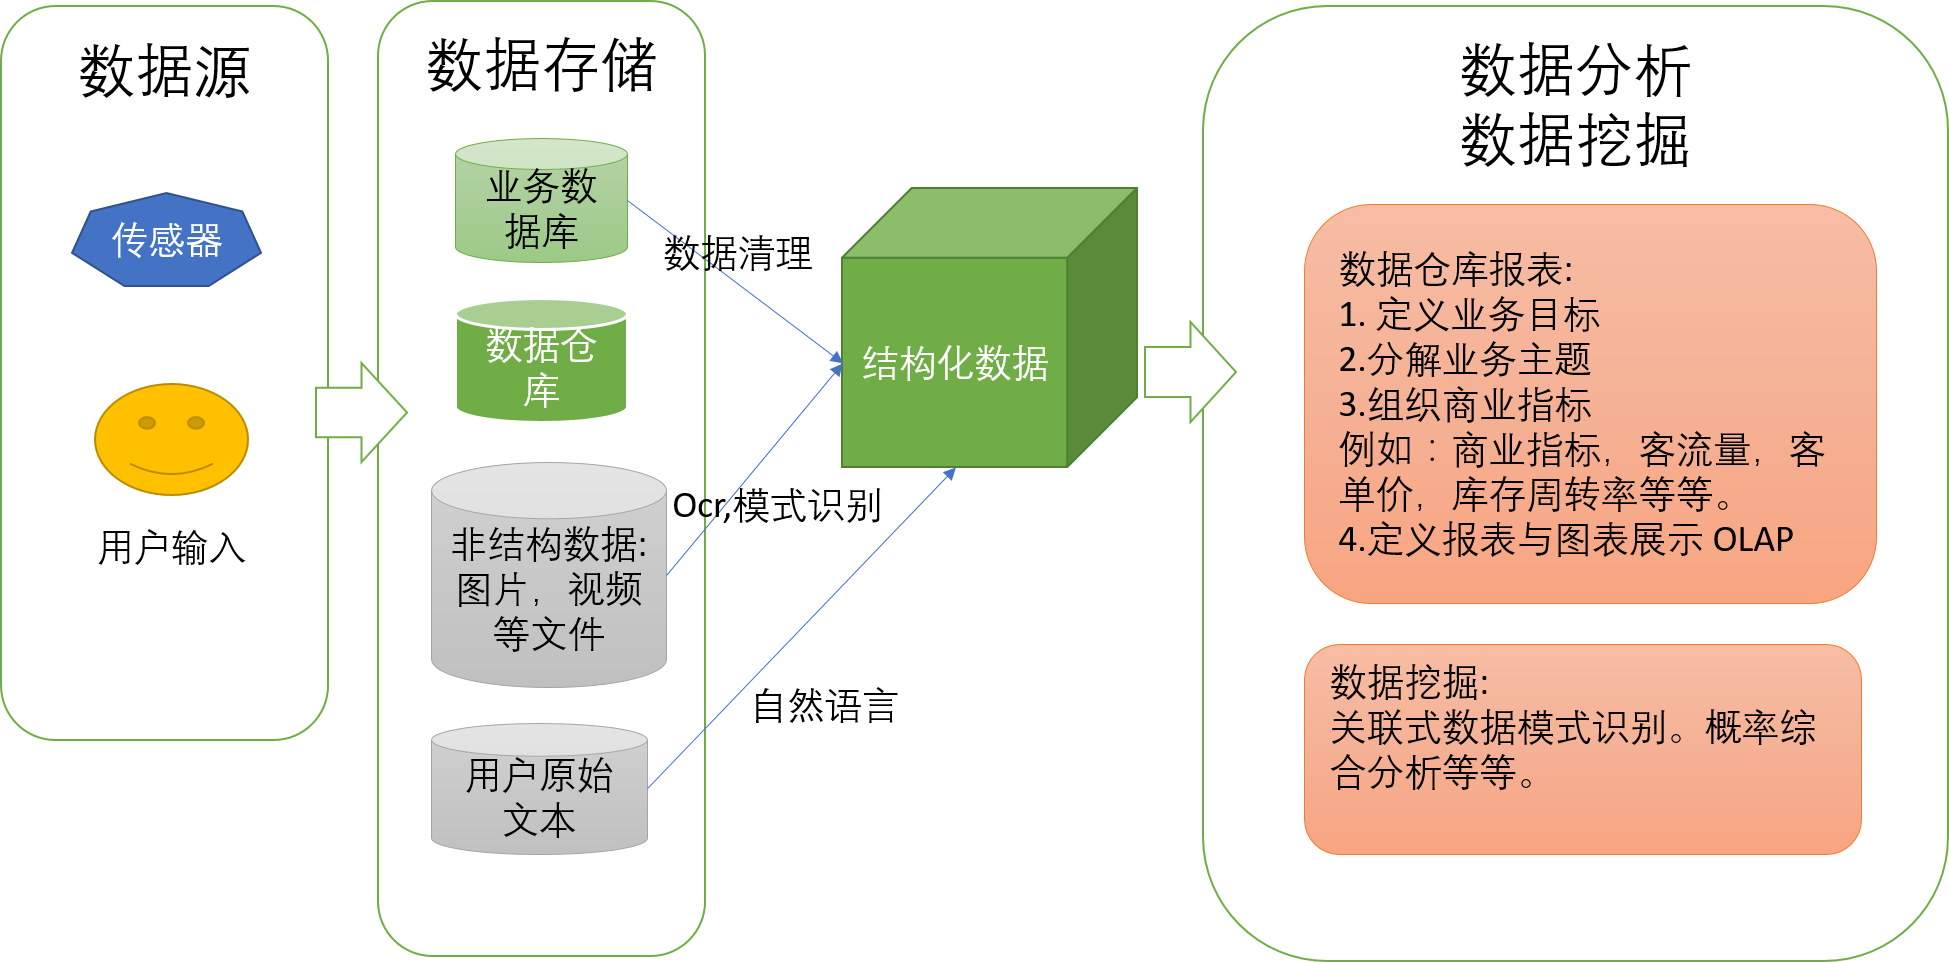 数据源
传感器
用户输入
数据存储
业务数
据库
数据仓
库
非结构数据:
图片，视频
等文件
用户原始
文本
数据清理
Ocr,模式识别
自然语言
结构化数据
数据分析
数据挖掘
数据仓库报表:
1. 定义业务目标
2.分解业务主题
3.组织商业指标
例如：商业指标，客流量，客
单价，库存周转率等等。
4.定义报表与图表展示 OLAP
数据挖掘:
关联式数据模式识别。概率综
合分析等等。